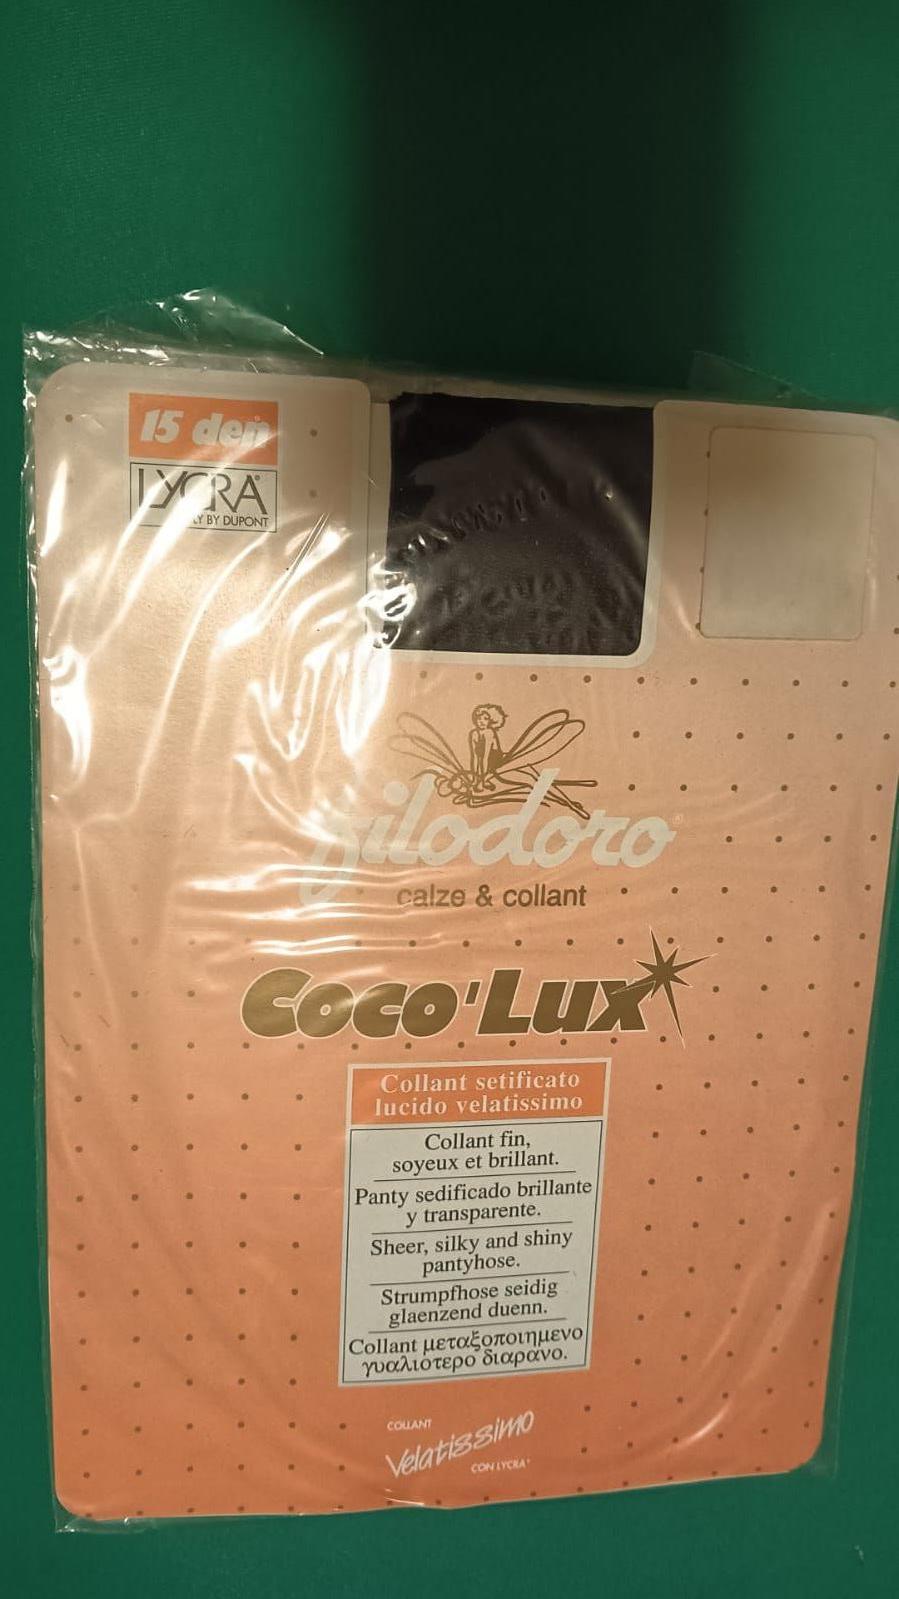 15 den
LYCRA®
LY BY DUPONT
filodoro®
calze & collant
Coco'Lux
Collant setificato
lucido velatissimo
Collant fin,
soyeux et brillant.
Panty sedificado brillante
y transparente.
Sheer, silky and shiny
pantyhose.
Strumpfhose seidig
glaenzend duenn.
Collant μεταξοποιημενο
γυαλιοτερο διαφανο.
COLLANT
Velatissimo
CON LYCRA®